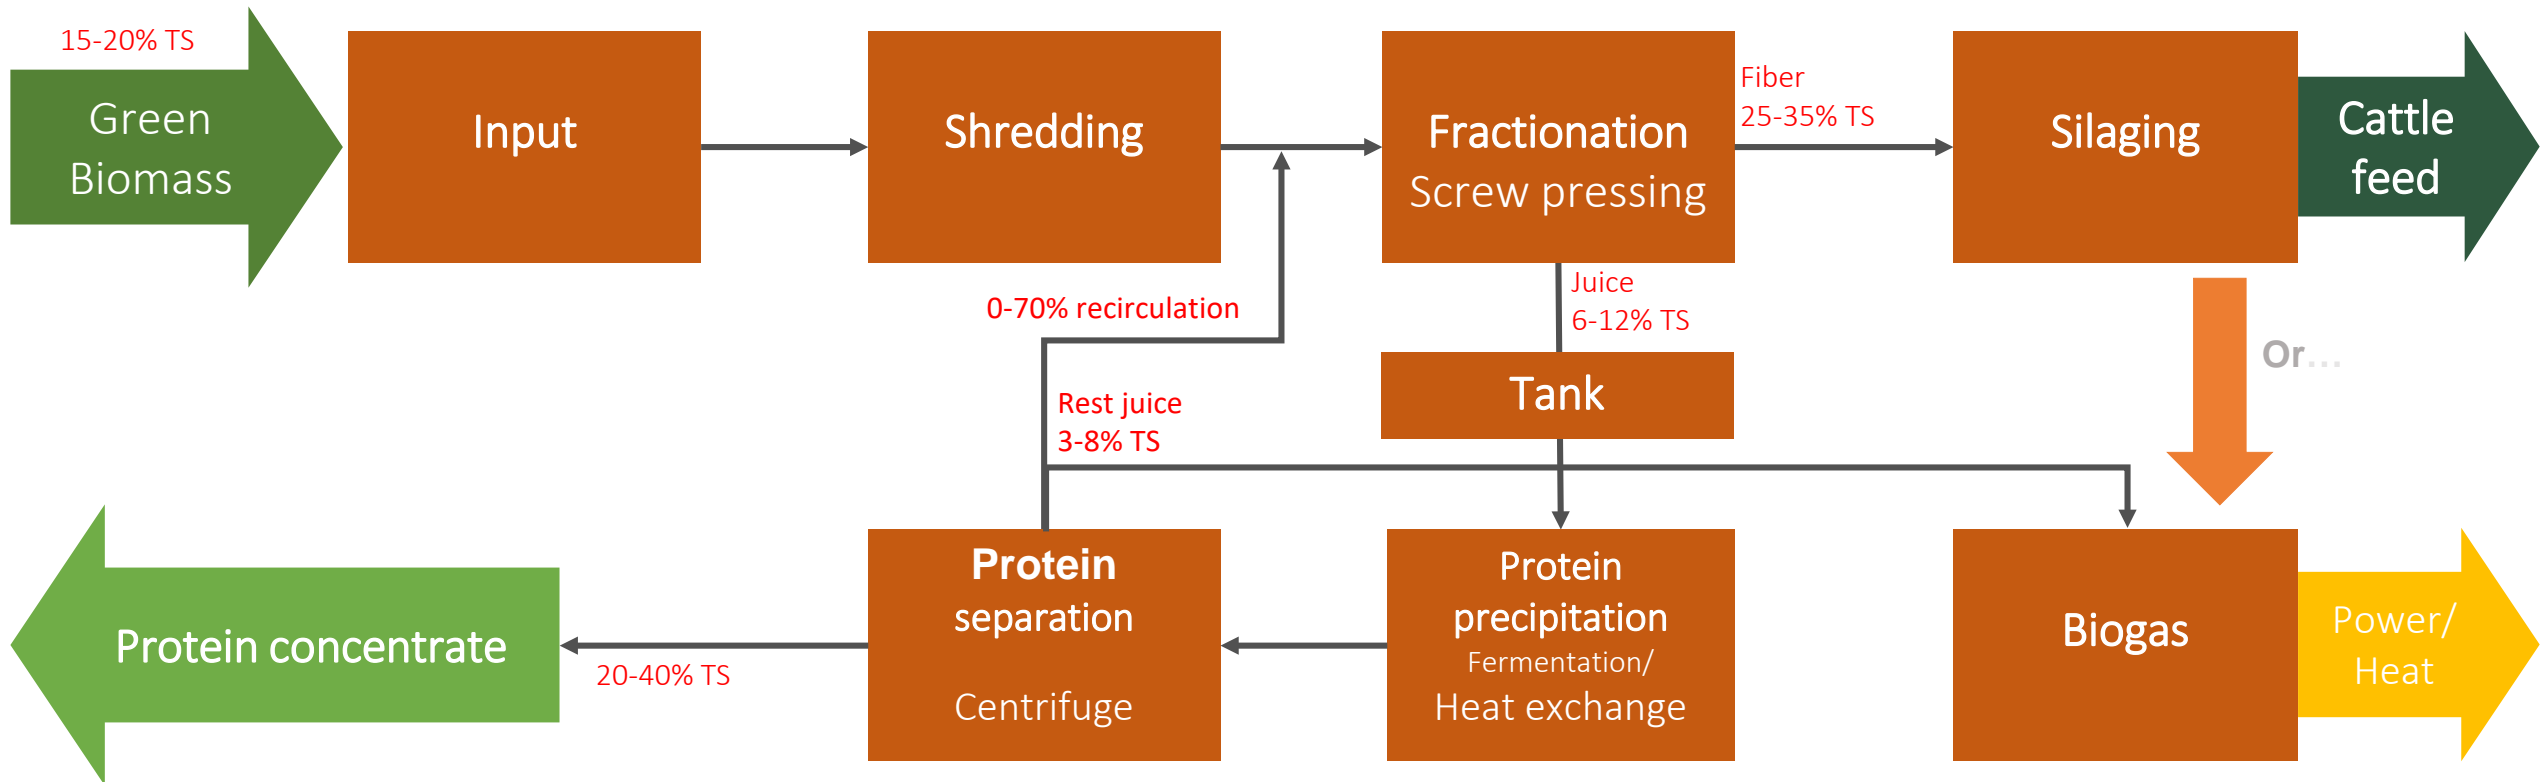 15-20% TS
Green
Biomass
Input
Shredding
Fractionation
Screw pressing
Fiber
25-35% TS
Silaging
Cattle
feed
0-70% recirculation
Juice
6-12% TS
Or...
Tank
Rest juice
3-8% TS
Protein concentrate
20-40% TS
Protein
separation
Centrifuge
Protein
precipitation
Fermentation/
Heat exchange
Biogas
Power/
Heat